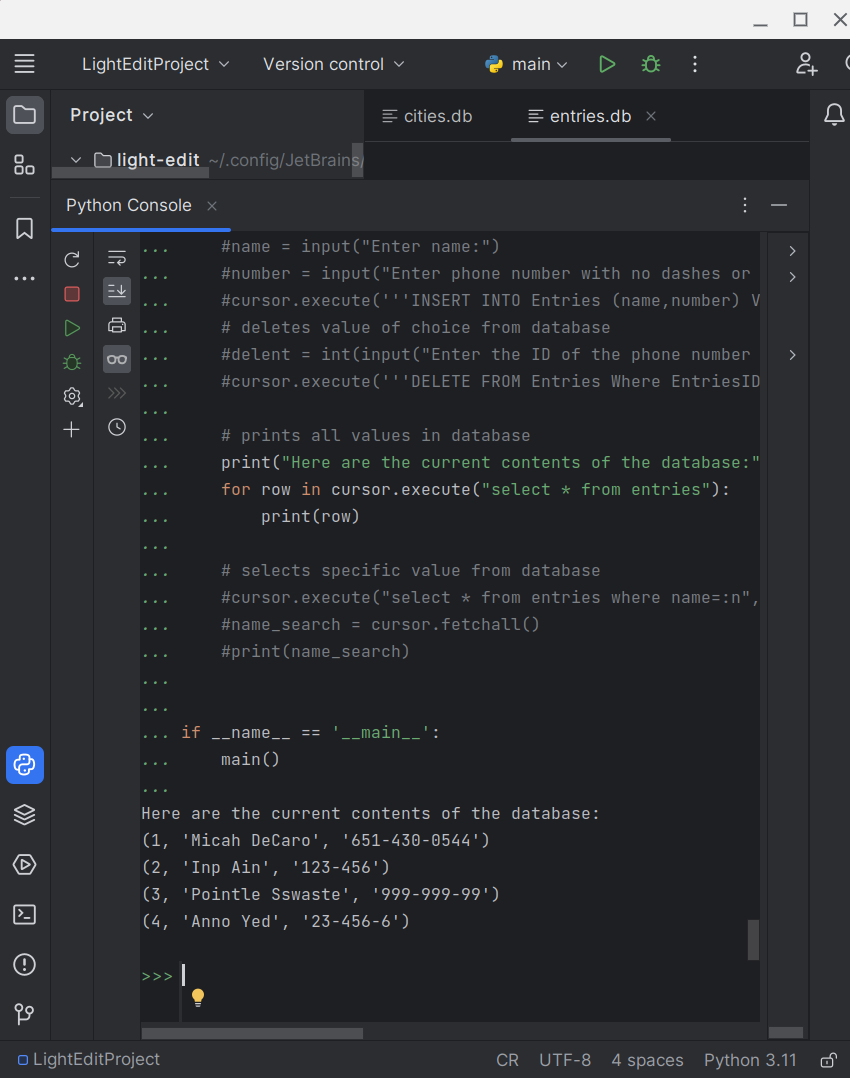 LightEditProject Version control main
Project cities.db entries.db
light-edit ~/.config/JetBrains/
Python Console
... #name = input("Enter name:")
... #number = input("Enter phone number with no dashes or
... #cursor.execute('''INSERT INTO Entries (name,number) V
... # deletes value of choice from database
... #delent = int(input("Enter the ID of the phone number
... #cursor.execute('''DELETE FROM Entries Where EntriesID
...
... # prints all values in database
... print("Here are the current contents of the database:"
... for row in cursor.execute("select * from entries"):
... print(row)
...
... # selects specific value from database
... #cursor.execute("select * from entries where name=:n",
... #name_search = cursor.fetchall()
... #print(name_search)
...
...
... if __name__ == '__main__':
... main()
...
Here are the current contents of the database:
(1, 'Micah DeCaro', '651-430-0544')
(2, 'Inp Ain', '123-456')
(3, 'Pointle Sswaste', '999-999-99')
(4, 'Anno Yed', '23-456-6')
>>>
LightEditProject CR UTF-8 4 spaces Python 3.11